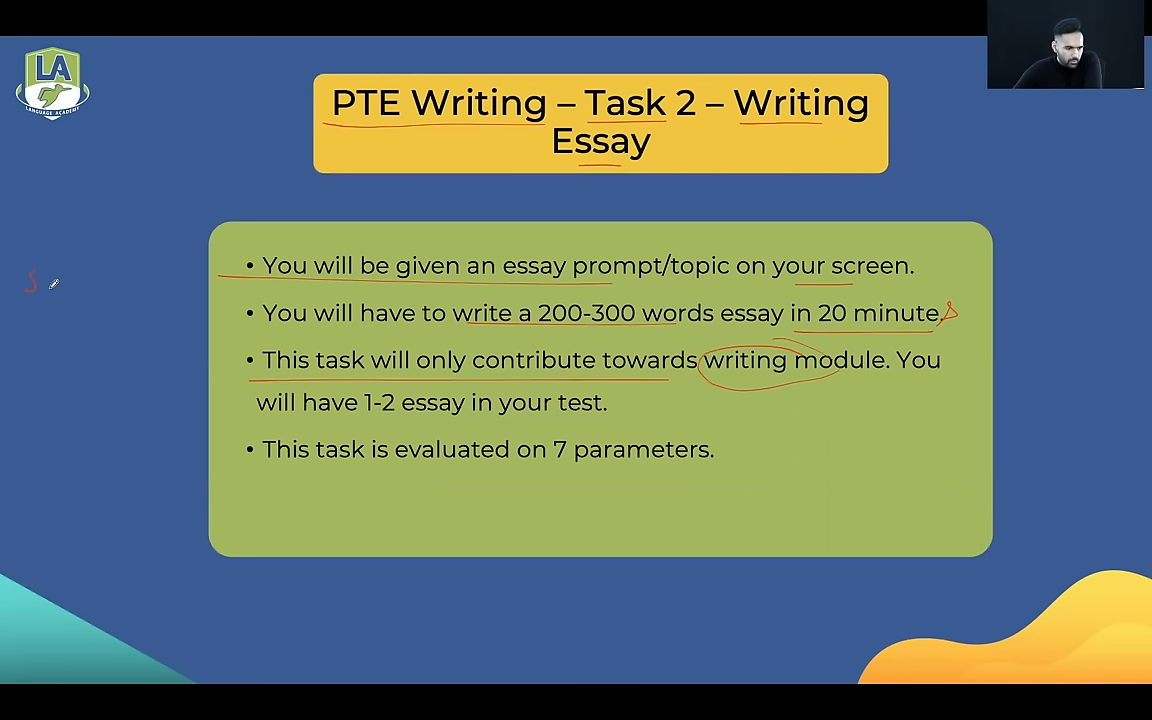 LA
LANGUAGE ACADEMY
PTE Writing – Task 2 – Writing
Essay
• You will be given an essay prompt/topic on your screen.
• You will have to write a 200-300 words essay in 20 minute.s
• This task will only contribute towards writing module. You
will have 1-2 essay in your test.
• This task is evaluated on 7 parameters.
S